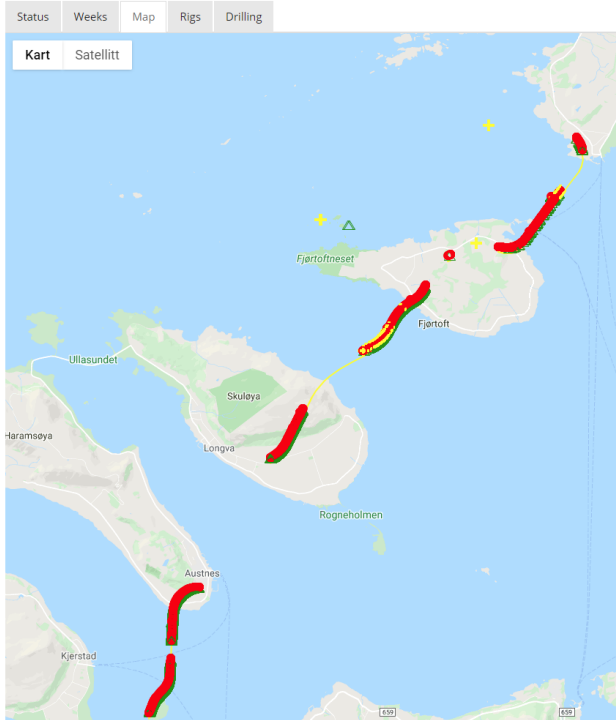 Status Weeks Map Rigs Drilling
Kart Satellitt
Fjørtoftneset
Fjørtoft
Ullasundet
Skuløya
Haramsøya
Longva
Rogneholmen
Austnes
Kjerstad
659 659